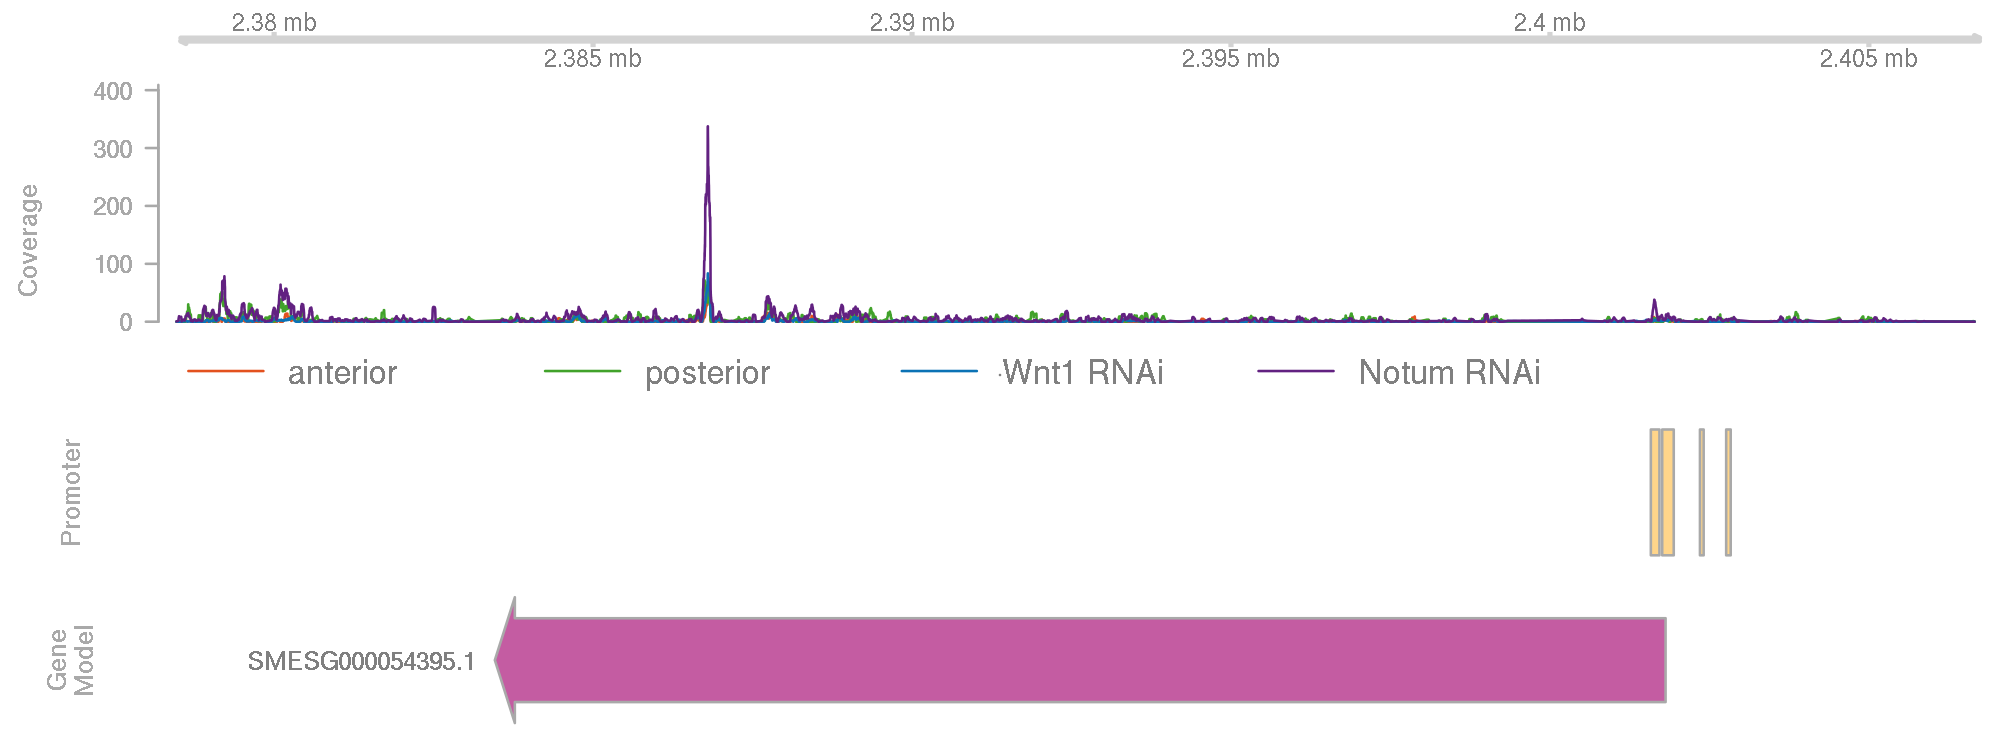 2.38 mb 2.39 mb 2.4 mb
2.385 mb 2.395 mb 2.405 mb
Coverage
400
300
200
100
0
anterior posterior Wnt1 RNAi Notum RNAi
Promoter
Gene
Model
SMESG000054395.1